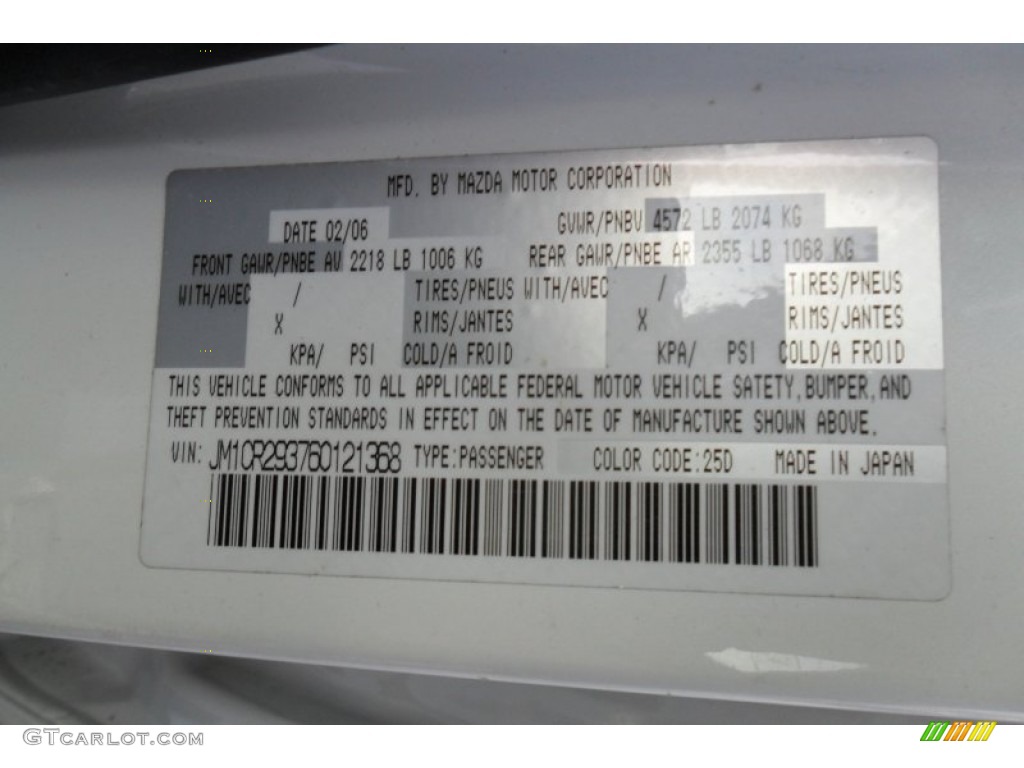 MFD. BY MAZDA MOTOR CORPORATION
DATE 02/06 GVWR/PNBV 4572 LB 2074 KG
FRONT GAWR/PNBE AV 2218 LB 1006 KG REAR GAWR/PNBE AR 2355 LB 1068 KG
WITH/AVEC / TIRES/PNEUS WITH/AVEC / TIRES/PNEUS
X RIMS/JANTES X RIMS/JANTES
KPA/ PSI COLD/A FROID KPA/ PSI COLD/A FROID
THIS VEHICLE CONFORMS TO ALL APPLICABLE FEDERAL MOTOR VEHICLE SATETY, BUMPER, AND
THEFT PREVENTION STANDARDS IN EFFECT ON THE DATE OF MANUFACTURE SHOWN ABOVE.
VIN: JM1CR293760121368 TYPE:PASSENGER COLOR CODE:25D MADE IN JAPAN
GTCARLOT.COM